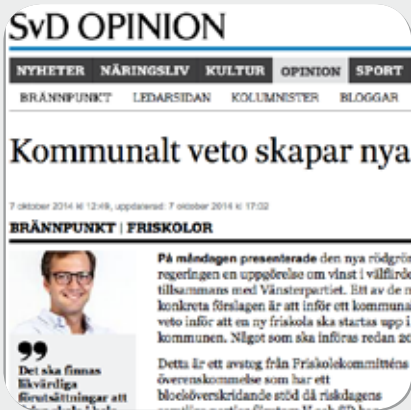 SvD OPINION
NYHETER NÄRINGSLIV KULTUR OPINION SPORT
BRÄNNPUNKT LEDARSIDAN KOLUMNISTER BLOGGAR
Kommunalt veto skapar nya
7 oktober 2014 kl 12:49, uppdaterad: 7 oktober 2014 kl 17:02
BRÄNNPUNKT | FRISKOLOR
På måndagen presenterade den nya rödgrön
regeringen en uppgörelse om vinst i välfärde
tillsammans med Vänsterpartiet. Ett av de m
konkreta förslagen är att inför ett kommuna
veto inför att en ny friskola ska startas upp i
kommunen. Något som ska införas redan 20
99
Det ska finnas
likvärdiga
förutsättningar att
Detta är ett avsteg från Friskolekommitténs
överenskommelse som har ett
blocköverskridande stöd då riksdagens